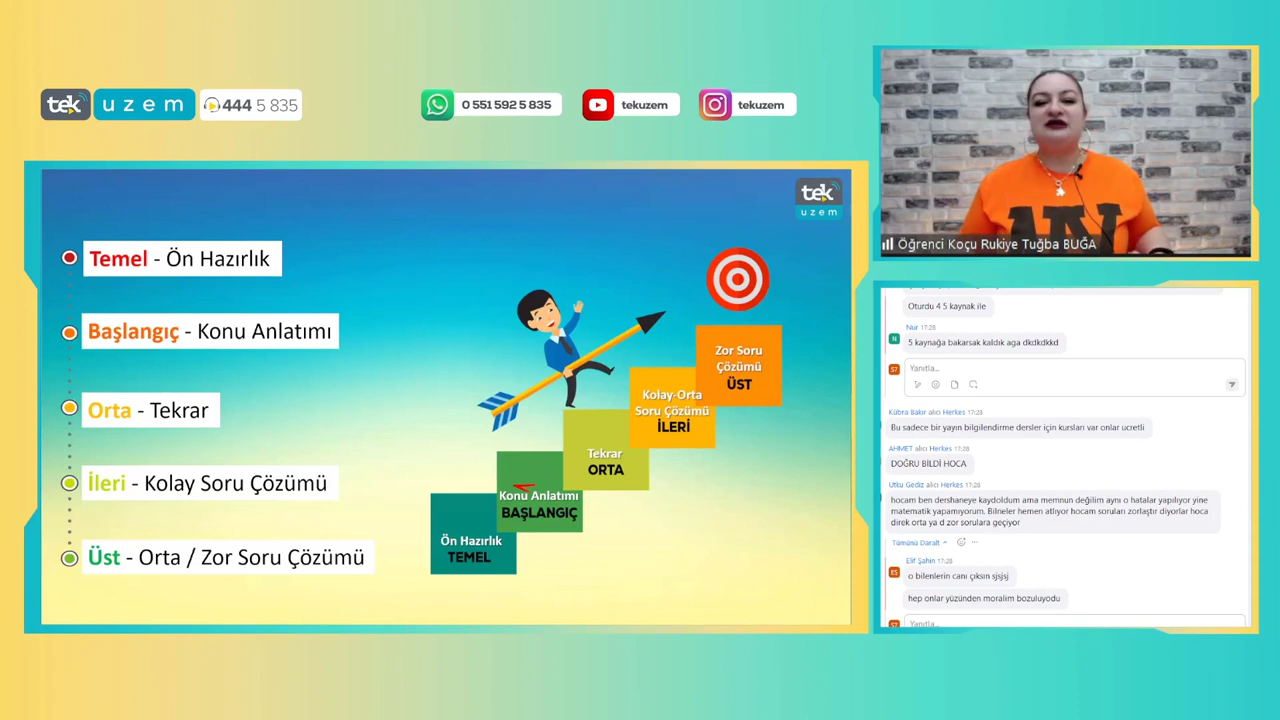 tek uzem 444 5 835
0 551 592 5 835
tekuzem
tekuzem
tek
uzem
Temel - Ön Hazırlık
Başlangıç - Konu Anlatımı
Orta - Tekrar
İleri - Kolay Soru Çözümü
Üst - Orta / Zor Soru Çözümü
Zor Soru
Çözümü
ÜST
Kolay-Orta
Soru Çözümü
İLERİ
Tekrar
ORTA
Konu Anlatımı
BAŞLANGIÇ
Ön Hazırlık
TEMEL
Öğrenci Koçu Rukiye Tuğba BUĞA
Oturdu 4 5 kaynak ile
Nur 17:28
N
5 kaynağa bakarsak kaldık aga dkdkdkkd
Yanıtla...
Kübra Bakır alıcı Herkes 17:28
Bu sadece bir yayın bilgilendirme dersler için kursları var onlar ucretli
AHMET alıcı Herkes 17:28
DOĞRU BİLDİ HOCA
Utku Gediz alıcı Herkes 17:28
hocam ben dershaneye kaydoldum ama memnun değilim aynı o hatalar yapılıyor yine
matematik yapamıyorum. Bilneler hemen atlıyor hocam soruları zorlaştır diyorlar hoca
direk orta ya d zor sorulara geçiyor
Tümünü Daralt
Elif Şahin 17:28
EŞ
o bilenlerin canı çıksın sjsjsj
hep onlar yüzünden moralim bozuluyodu
Yanıtla...